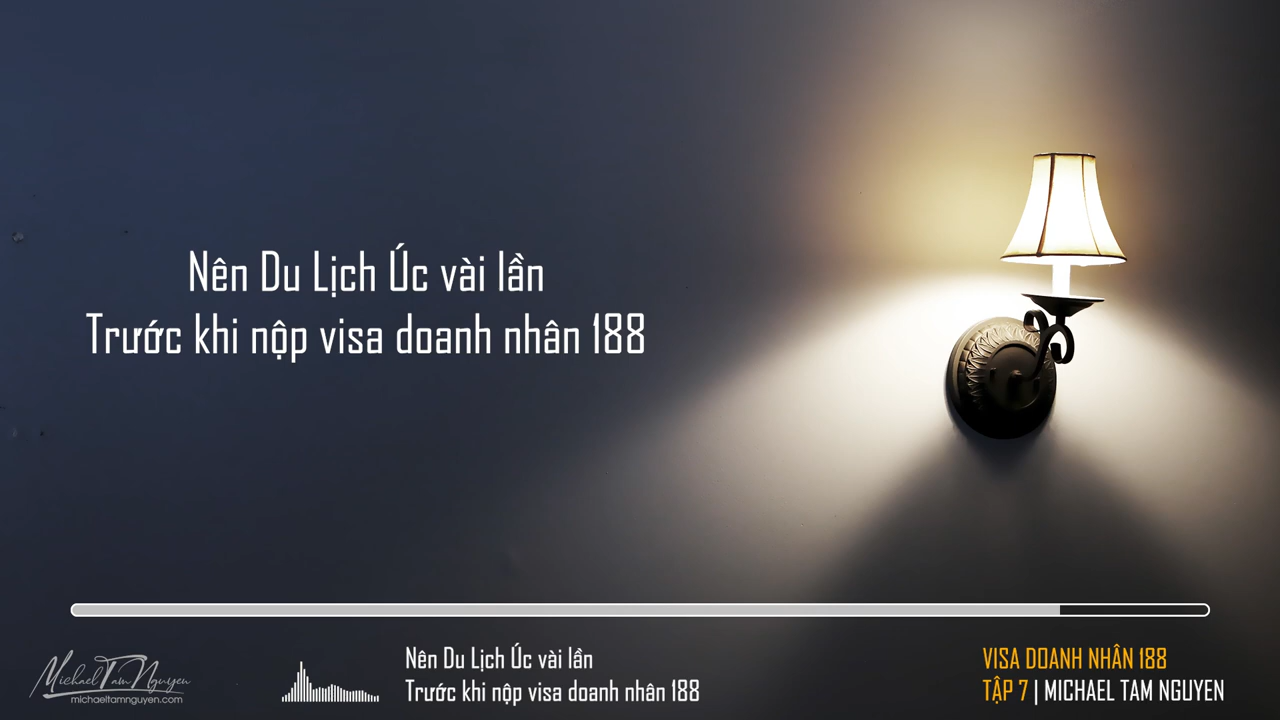 Nên Du Lịch Úc vài lần
Trước khi nộp visa doanh nhân 188
Michael Tam Nguyen
michaeltamnguyen.com
Nên Du Lịch Úc vài lần
Trước khi nộp visa doanh nhân 188
VISA DOANH NHÂN 188
TẬP 7 | MICHAEL TAM NGUYEN